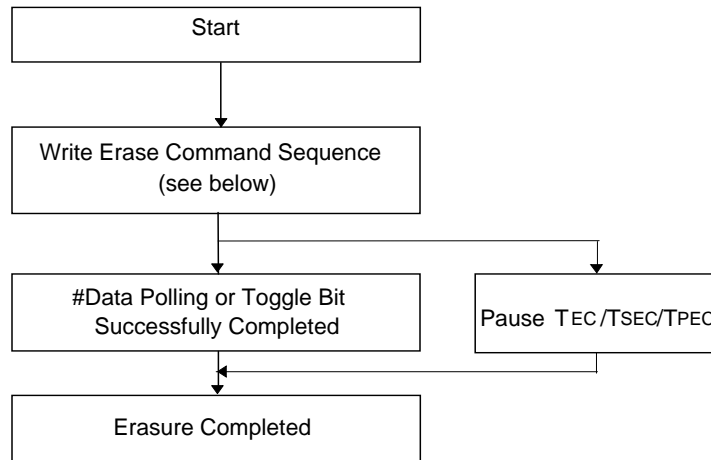 Start
Write Erase Command Sequence
(see below)
#Data Polling or Toggle Bit
Successfully Completed
Pause TEC/TSEC/TPEC
Erasure Completed